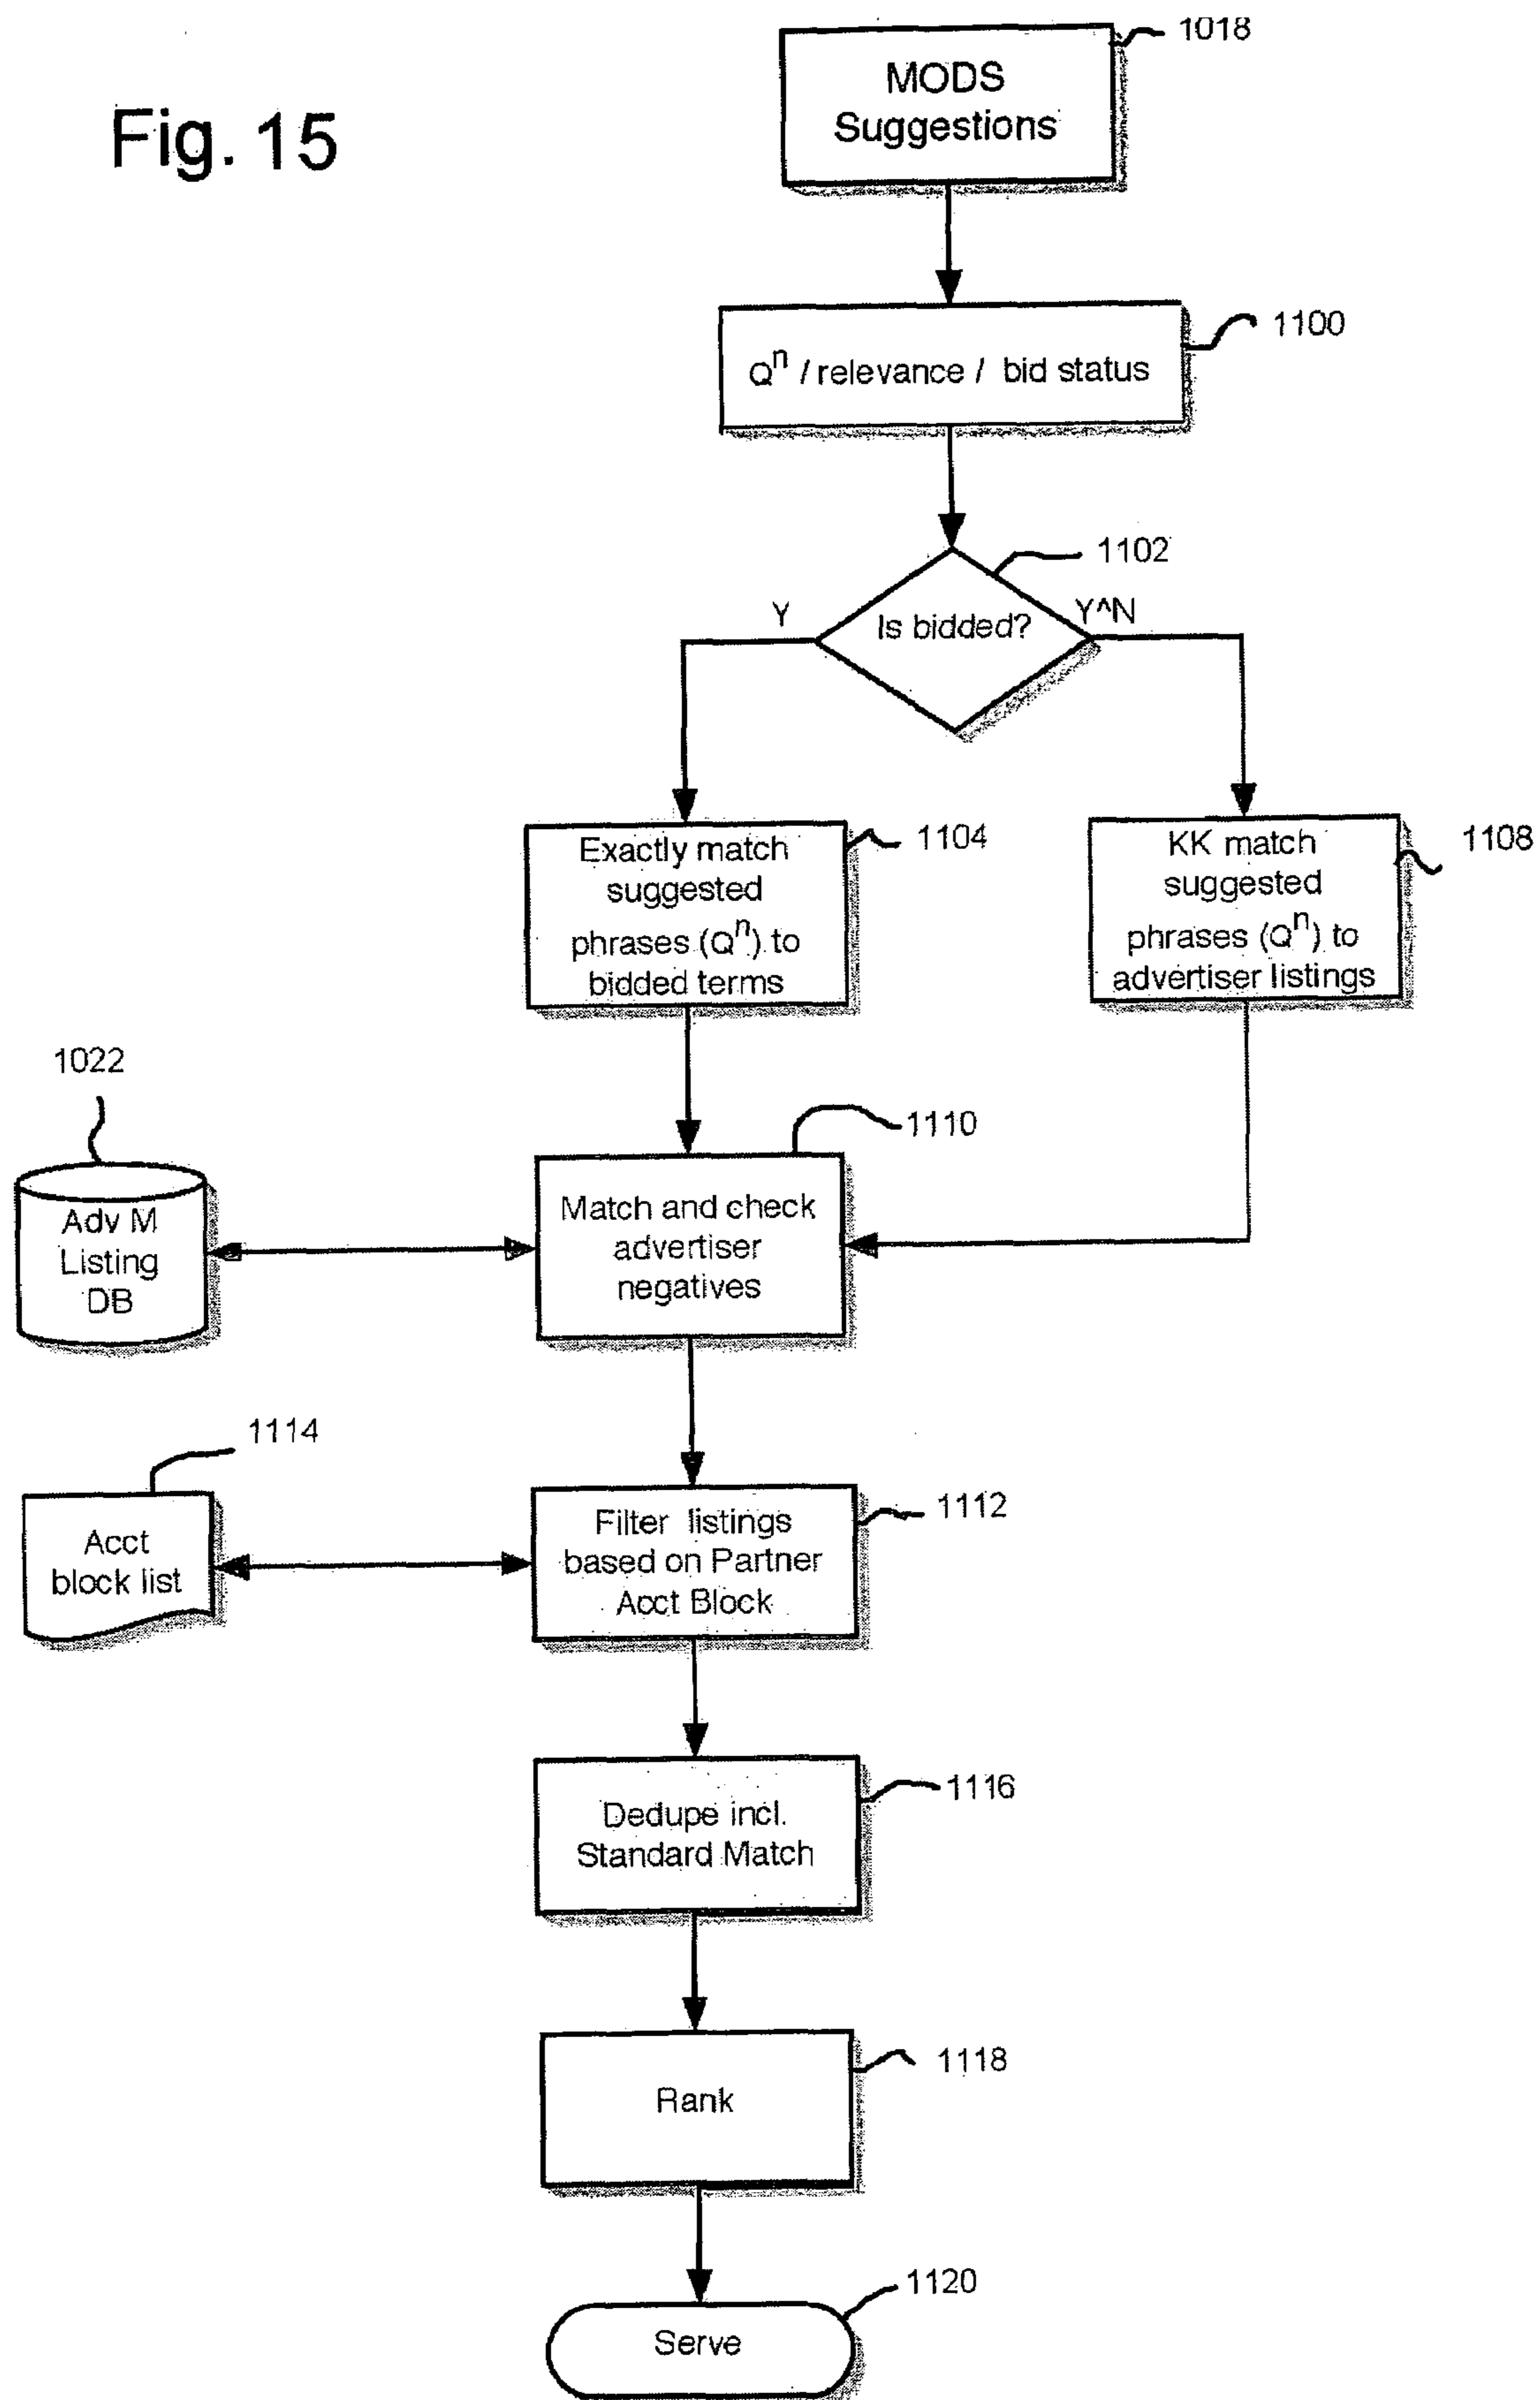 Fig. 15
1018
MODS
Suggestions
1100
Qⁿ / relevance / bid status
1102
Y
Is bidded?
Y^N
Exactly match
suggested
phrases (Qⁿ) to
bidded terms
1104
KK match
suggested
phrases (Qⁿ) to
advertiser listings
1108
1022
Adv M
Listing
DB
1110
Match and check
advertiser
negatives
1114
Acct
block list
1112
Filter listings
based on Partner
Acct Block
1116
Dedupe incl.
Standard Match
1118
Rank
1120
Serve